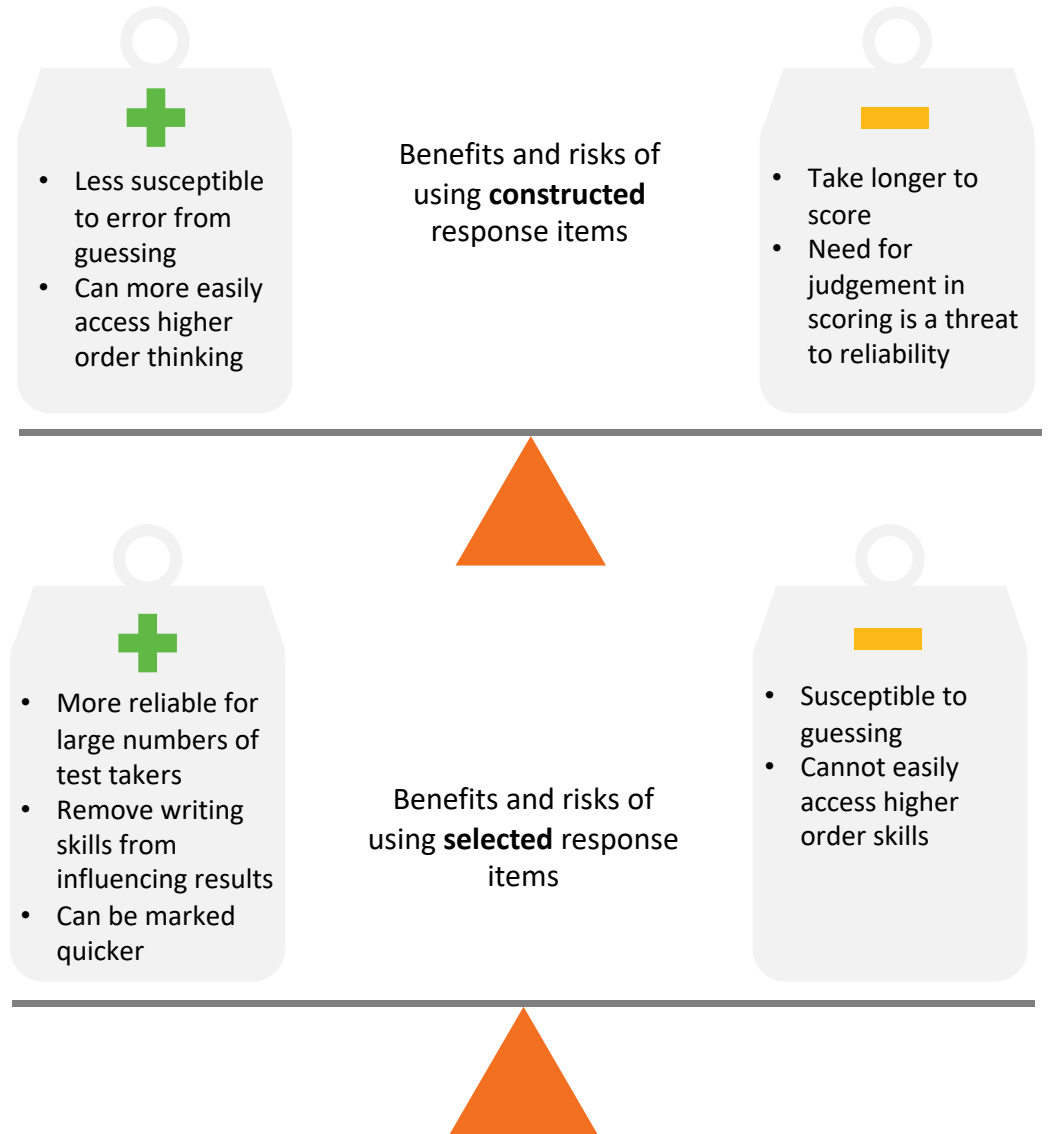 • Less susceptible
to error from
guessing
• Can more easily
access higher
order thinking
Benefits and risks of
using constructed
response items
• Take longer to
score
• Need for
judgement in
scoring is a threat
to reliability
• More reliable for
large numbers of
test takers
• Remove writing
skills from
influencing results
• Can be marked
quicker
Benefits and risks of
using selected response
items
• Susceptible to
guessing
• Cannot easily
access higher
order skills